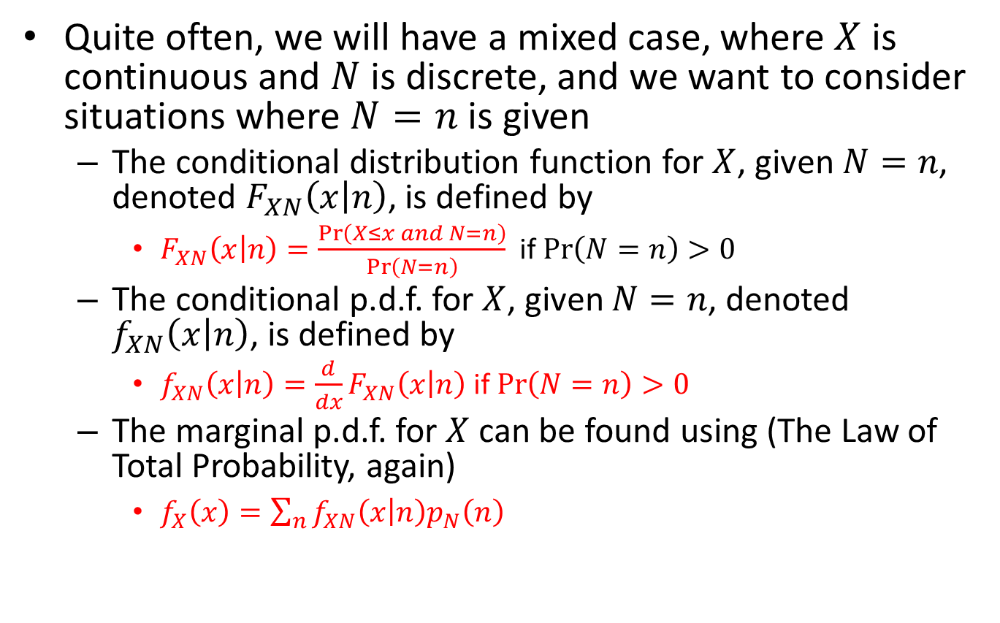 • Quite often, we will have a mixed case, where X is
continuous and N is discrete, and we want to consider
situations where N = n is given
– The conditional distribution function for X, given N = n,
denoted F_{XN}(x|n), is defined by
• F_{XN}(x|n) = \frac{Pr(X≤x and N=n)}{Pr(N=n)} if Pr(N = n) > 0
– The conditional p.d.f. for X, given N = n, denoted
f_{XN}(x|n), is defined by
• f_{XN}(x|n) = \frac{d}{dx} F_{XN}(x|n) if Pr(N = n) > 0
– The marginal p.d.f. for X can be found using (The Law of
Total Probability, again)
• f_X(x) = ∑_n f_{XN}(x|n)p_N(n)